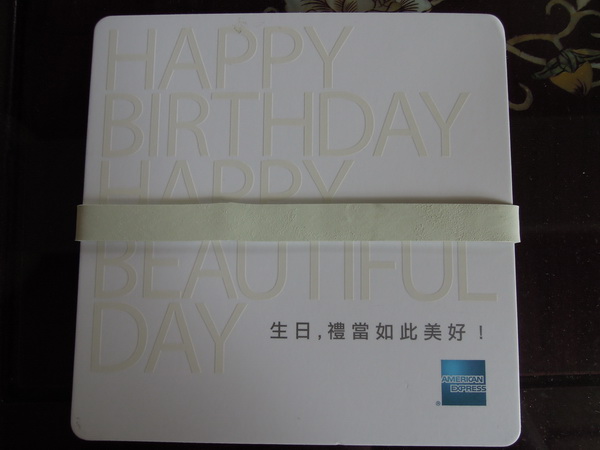 HAPPY
BIRTHDAY
HAPPY
BEAUTIFUL
DAY
生日,禮當如此美好！
AMERICAN
EXPRESS
®